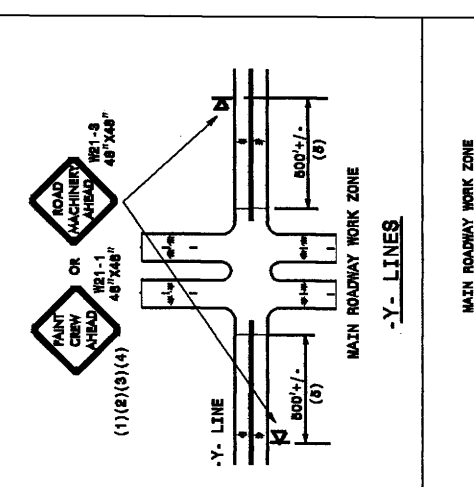 PAINT
CREW
AHEAD
W21-1
48"X48"
OR
ROAD
MACHINERY
AHEAD
W21-3
48"X48"
(1)(2)(3)(4)
-Y- LINE
500'+/-
(5)
500'+/-
(5)
MAIN ROADWAY WORK ZONE
-Y- LINES
MAIN ROADWAY WORK ZONE